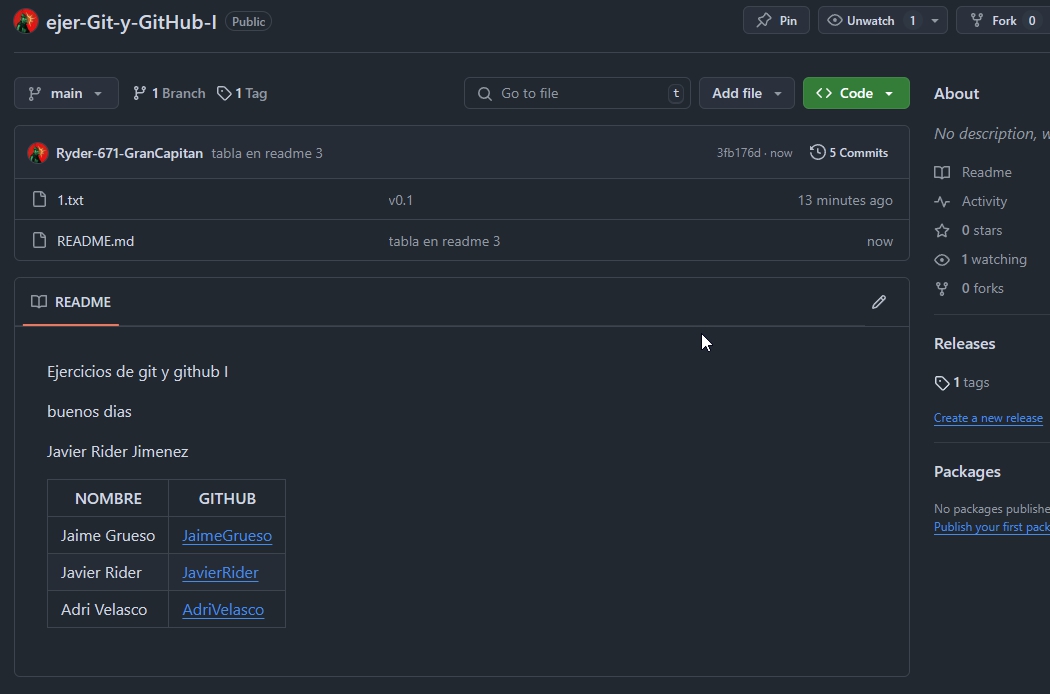 ejer-Git-y-GitHub-I Public Pin Unwatch 1 Fork 0
main 1 Branch 1 Tag Go to file t Add file Code
Ryder-671-GranCapitan tabla en readme 3 3fb176d · now 5 Commits
1.txt v0.1 13 minutes ago
README.md tabla en readme 3 now
README
Ejercicios de git y github I
buenos dias
Javier Rider Jimenez
NOMBRE GITHUB
Jaime Grueso JaimeGrueso
Javier Rider JavierRider
Adri Velasco AdriVelasco
About
No description, w
Readme
Activity
0 stars
1 watching
0 forks
Releases
1 tags
Create a new release
Packages
No packages publishe
Publish your first pack